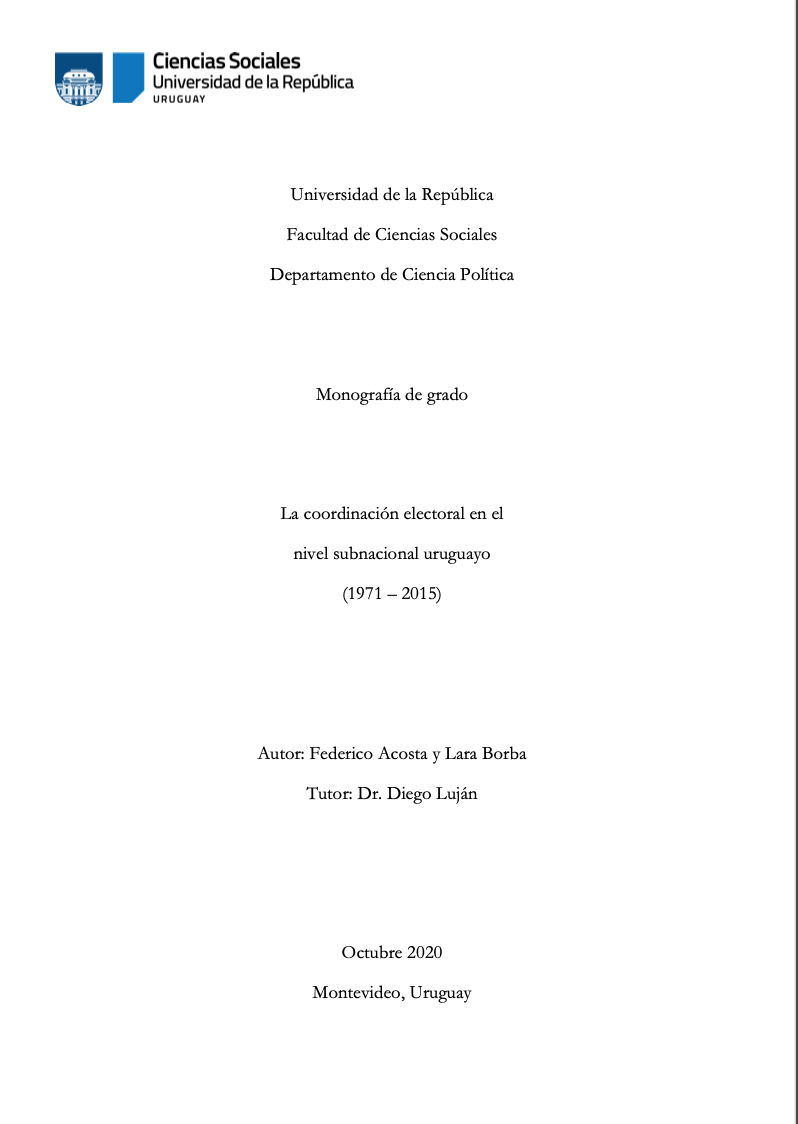 Ciencias Sociales
Universidad de la República
URUGUAY
Universidad de la República
Facultad de Ciencias Sociales
Departamento de Ciencia Política
Monografía de grado
La coordinación electoral en el
nivel subnacional uruguayo
(1971 – 2015)
Autor: Federico Acosta y Lara Borba
Tutor: Dr. Diego Luján
Octubre 2020
Montevideo, Uruguay